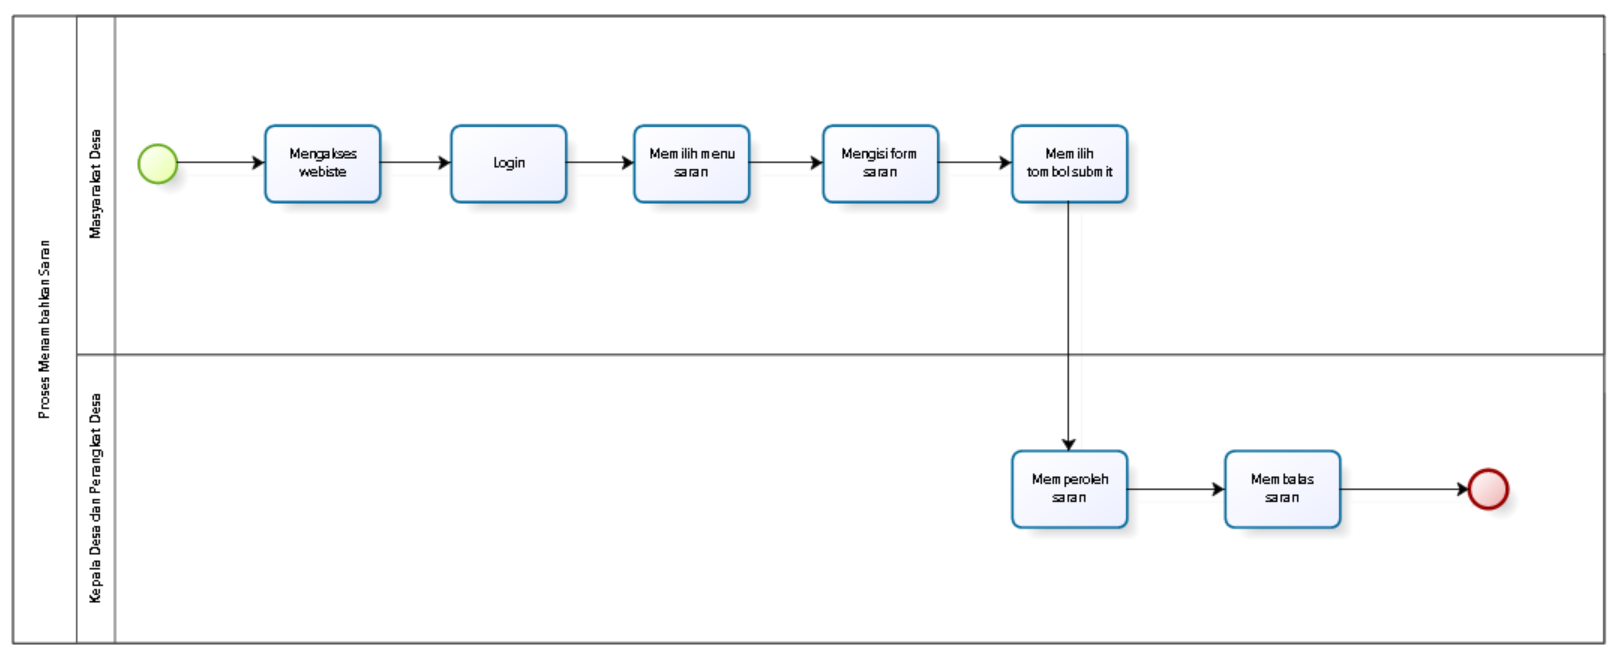 Proses Menambahkan Saran
Masyarakat Desa
Mengakses
webiste
Login
Memilih menu
saran
Mengisi form
saran
Memilih
tombol submit
Kepala Desa dan Perangkat Desa
Memperoleh
saran
Membalas
saran